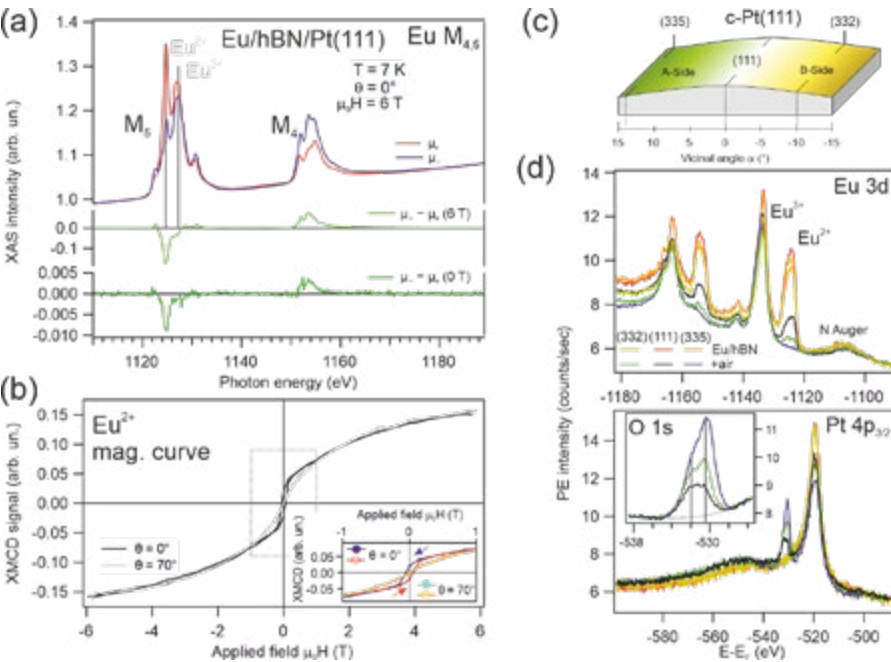 (a)
1.4
1.3
1.2
1.1
1.0
0.0
-0.1
0.005
0.000
-0.005
-0.010
XAS intensity (arb. un.)
Eu²⁺
Eu³⁺
Eu/hBN/Pt(111)
Eu M₄,₅
T = 7 K
θ = 0°
μ₀H = 6 T
M₅
M₄
μ₊
μ₋
μ₋ − μ₊ (6 T)
μ₋ − μ₊ (0 T)
1120
1140
1160
1180
Photon energy (eV)
(b)
Eu²⁺
mag. curve
0.15
0.10
0.05
0.00
-0.05
-0.10
-0.15
XMCD signal (arb. un.)
θ = 0°
θ = 70°
-6
-4
-2
0
2
4
6
Applied field μ₀H (T)
Applied field μ₀H (T)
-1
0
1
XMCD (arb. un.)
0.05
0.00
-0.05
θ = 0°
θ = 70°
(c)
c-Pt(111)
(335)
(332)
(111)
A-Side
B-Side
15
10
5
0
-5
-10
-15
Vicinal angle α (°)
(d)
14
12
10
8
6
Eu 3d
Eu³⁺
Eu²⁺
N Auger
(332) (111) (335)
Eu/hBN
+air
-1180
-1160
-1140
-1120
-1100
PE intensity (counts/sec)
14
12
10
8
6
O 1s
11
10
9
8
-538
-530
Pt 4p₃/₂
-580
-560
-540
-520
-500